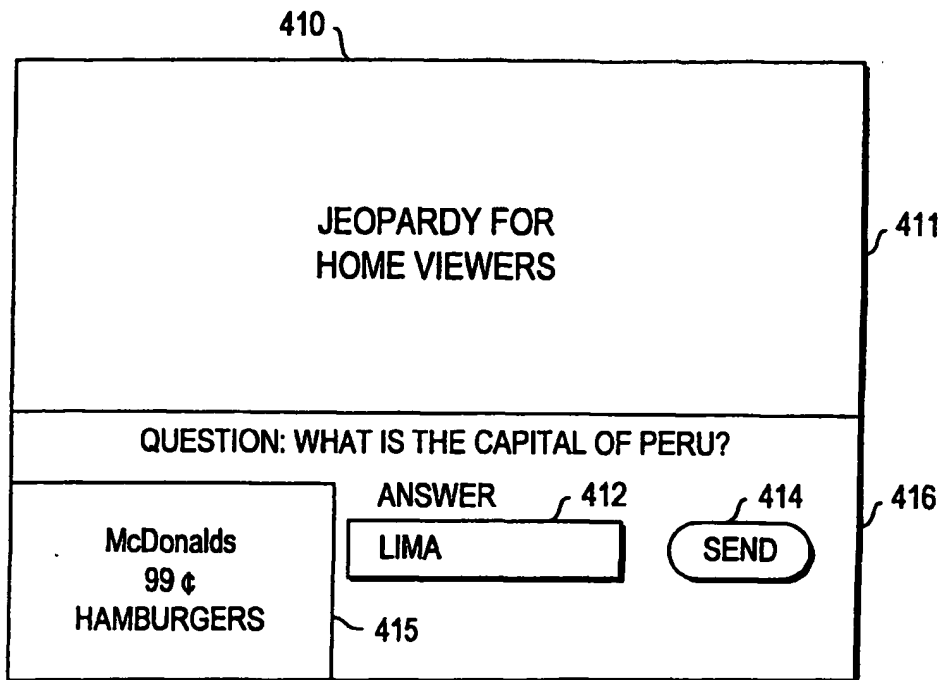 410
JEOPARDY FOR
HOME VIEWERS
411
QUESTION: WHAT IS THE CAPITAL OF PERU?
ANSWER
412
414
416
LIMA
SEND
McDonalds
99 ¢
HAMBURGERS
415